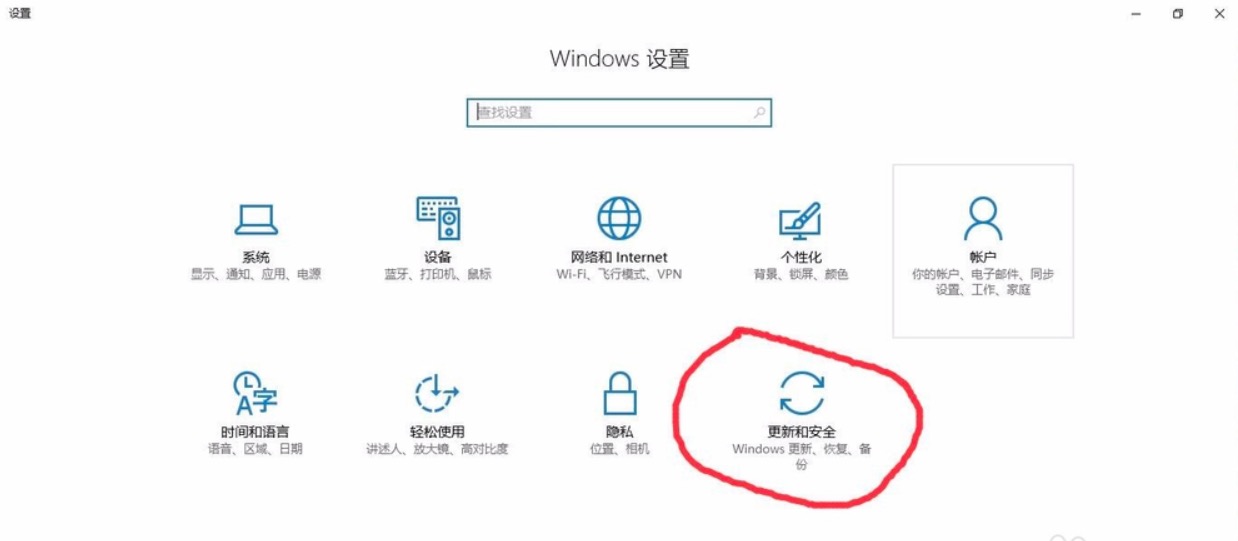 设置
Windows 设置
查找设置
系统
显示、通知、应用、电源
设备
蓝牙、打印机、鼠标
网络和 Internet
Wi-Fi、飞行模式、VPN
个性化
背景、锁屏、颜色
帐户
你的帐户、电子邮件、同步
设置、工作、家庭
时间和语言
语音、区域、日期
轻松使用
讲述人、放大镜、高对比度
隐私
位置、相机
更新和安全
Windows 更新、恢复、备
份